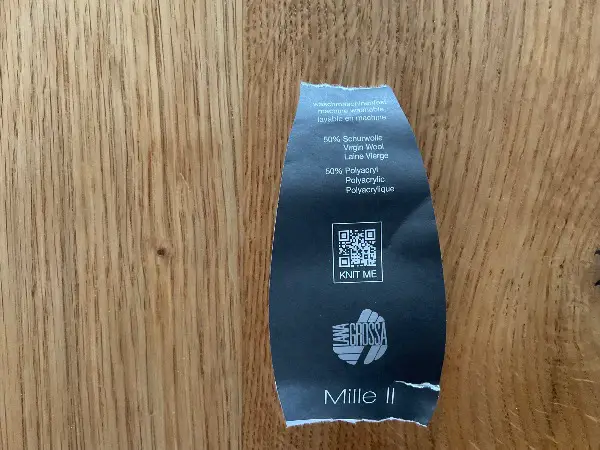 waschmaschinenfest
machine washable
lavable en machine
50% Schurwolle
Virgin Wool
Laine Vierge
50% Polyacryl
Polyacrylic
Polyacrylique
KNIT ME
LANA
GROSSA
Mille II